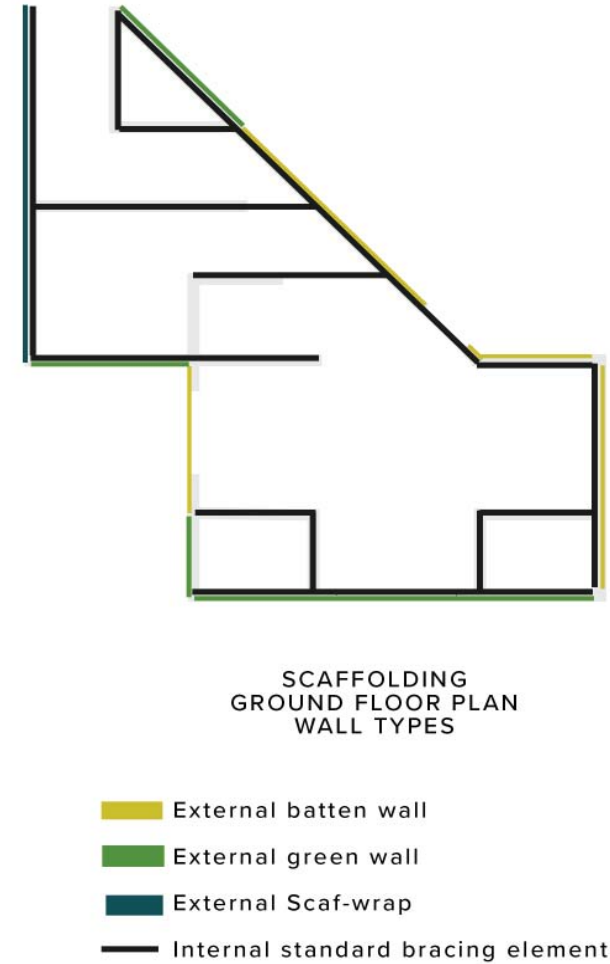 SCAFFOLDING
GROUND FLOOR PLAN
WALL TYPES
External batten wall
External green wall
External Scaf-wrap
Internal standard bracing element